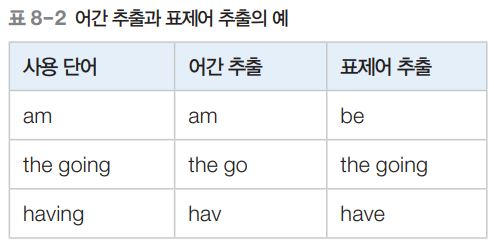 표 8-2 어간 추출과 표제어 추출의 예
사용 단어 어간 추출 표제어 추출
am am be
the going the go the going
having hav have